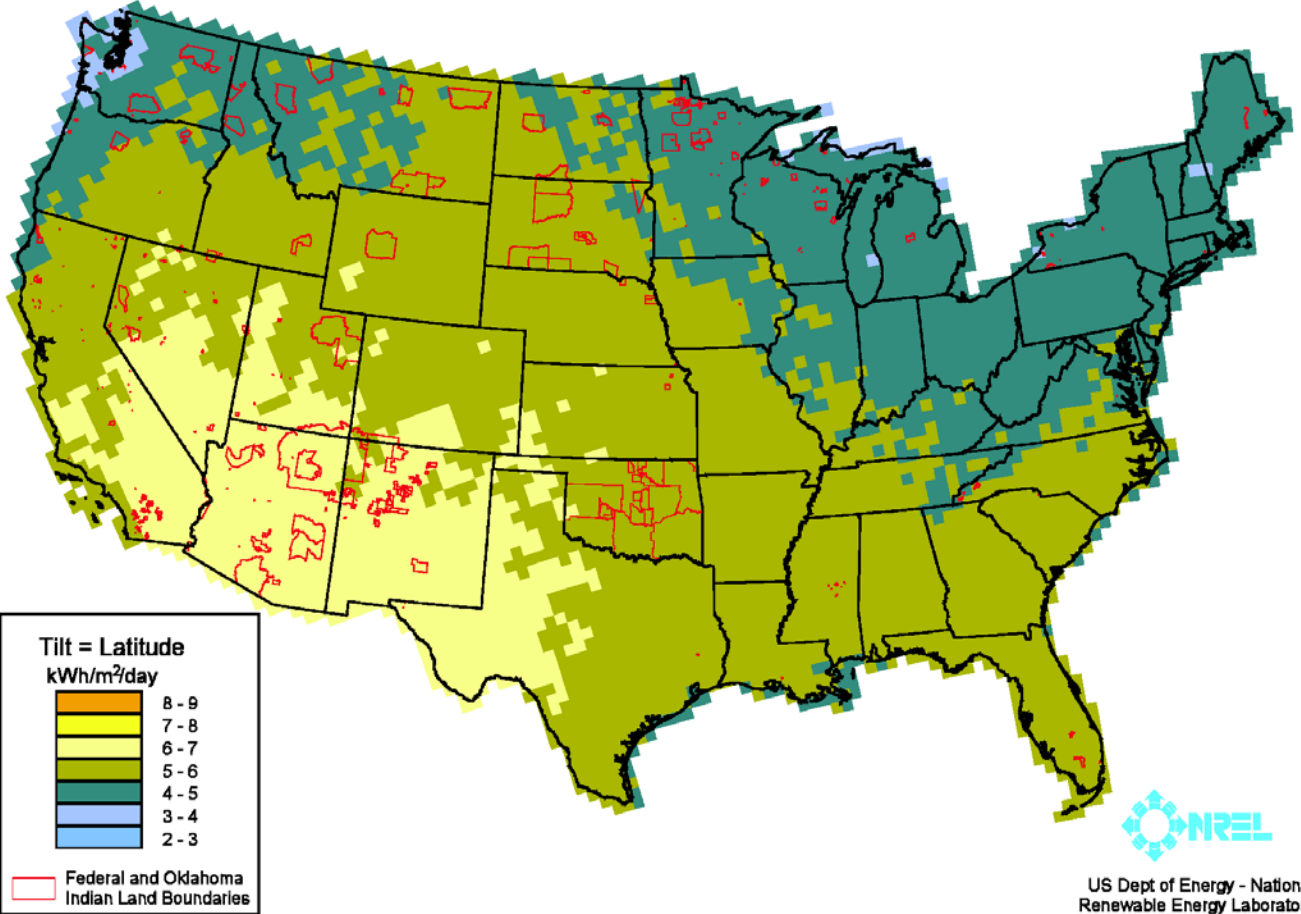 Tilt = Latitude
kWh/m²/day
8 - 9
7 - 8
6 - 7
5 - 6
4 - 5
3 - 4
2 - 3
Federal and Oklahoma
Indian Land Boundaries
NREL
US Dept of Energy - Nation
Renewable Energy Laborato